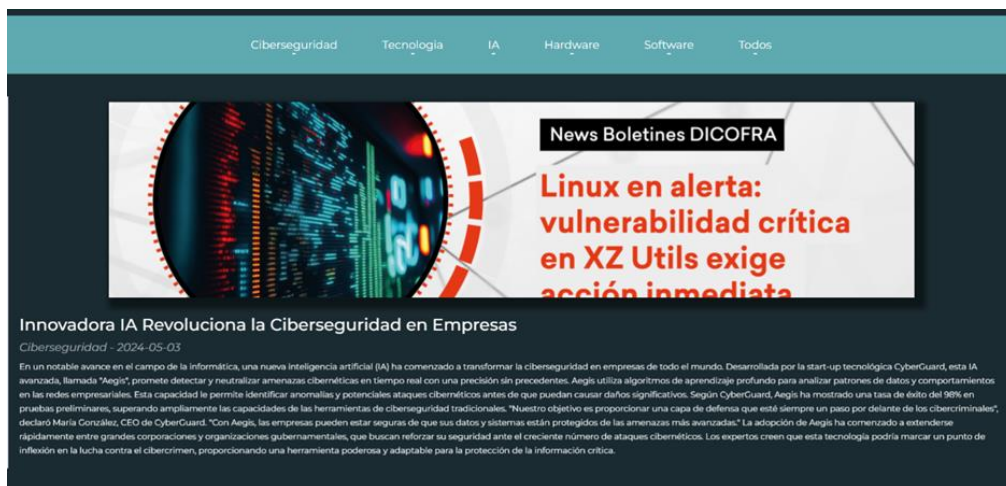 Ciberseguridad Tecnologia IA Hardware Software Todos
News Boletines DICOFRA
Linux en alerta:
vulnerabilidad crítica
en XZ Utils exige
acción inmediata
Innovadora IA Revoluciona la Ciberseguridad en Empresas
Ciberseguridad - 2024-05-03
En un notable avance en el campo de la informática, una nueva inteligencia artificial (IA) ha comenzado a transformar la ciberseguridad en empresas de todo el mundo. Desarrollada por la start-up tecnológica CyberGuard, esta IA
avanzada, llamada "Aegis", promete detectar y neutralizar amenazas cibernéticas en tiempo real con una precisión sin precedentes. Aegis utiliza algoritmos de aprendizaje profundo para analizar patrones de datos y comportamientos
en las redes empresariales. Esta capacidad le permite identificar anomalías y potenciales ataques cibernéticos antes de que puedan causar daños significativos. Según CyberGuard, Aegis ha mostrado una tasa de éxito del 98% en
pruebas preliminares, superando ampliamente las capacidades de las herramientas de ciberseguridad tradicionales. "Nuestro objetivo es proporcionar una capa de defensa que esté siempre un paso por delante de los cibercriminales",
declaró María González, CEO de CyberGuard. "Con Aegis, las empresas pueden estar seguras de que sus datos y sistemas están protegidos de las amenazas más avanzadas." La adopción de Aegis ha comenzado a extenderse
rápidamente entre grandes corporaciones y organizaciones gubernamentales, que buscan reforzar su seguridad ante el creciente número de ataques cibernéticos. Los expertos creen que esta tecnología podría marcar un punto de
inflexión en la lucha contra el cibercrimen, proporcionando una herramienta poderosa y adaptable para la protección de la información crítica.